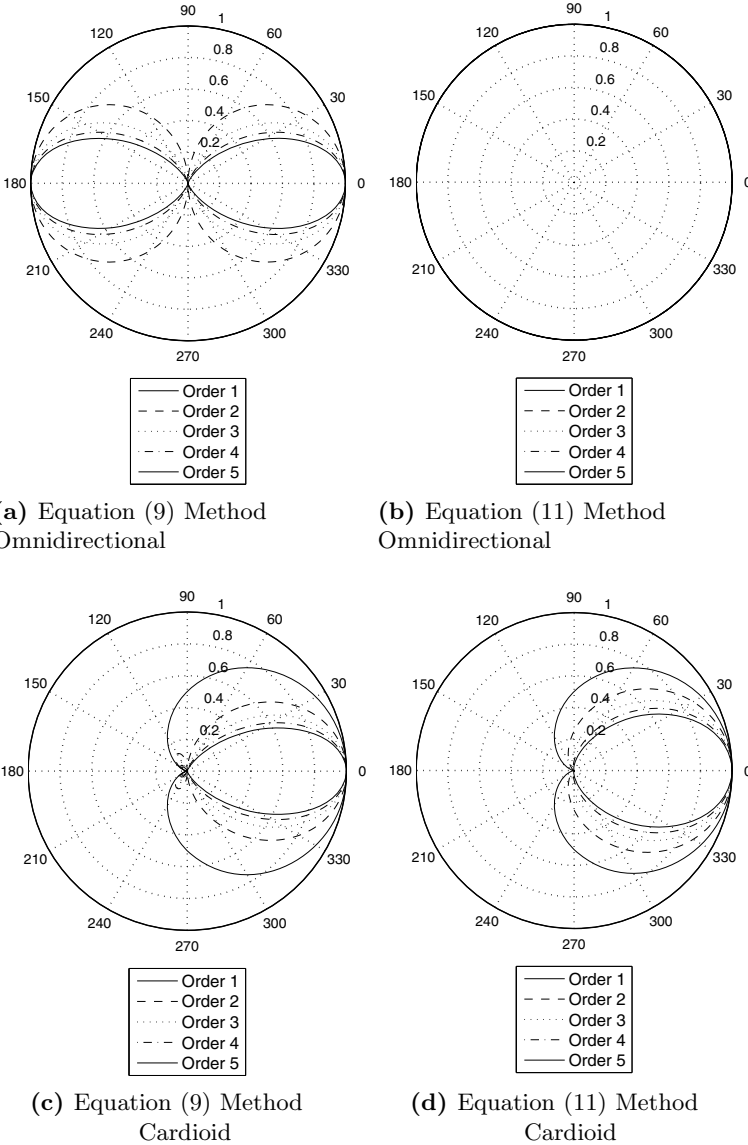 90
1
120
60
0.8
0.6
150
30
0.4
0.2
180
0
210
330
240
300
270
Order 1
Order 2
Order 3
Order 4
Order 5
(a) Equation (9) Method
Omnidirectional
90
1
120
60
0.8
0.6
150
30
0.4
0.2
180
0
210
330
240
300
270
Order 1
Order 2
Order 3
Order 4
Order 5
(b) Equation (11) Method
Omnidirectional
90
1
120
60
0.8
0.6
150
30
0.4
0.2
180
0
210
330
240
300
270
Order 1
Order 2
Order 3
Order 4
Order 5
(c) Equation (9) Method
Cardioid
90
1
120
60
0.8
0.6
150
30
0.4
0.2
180
0
210
330
240
300
270
Order 1
Order 2
Order 3
Order 4
Order 5
(d) Equation (11) Method
Cardioid